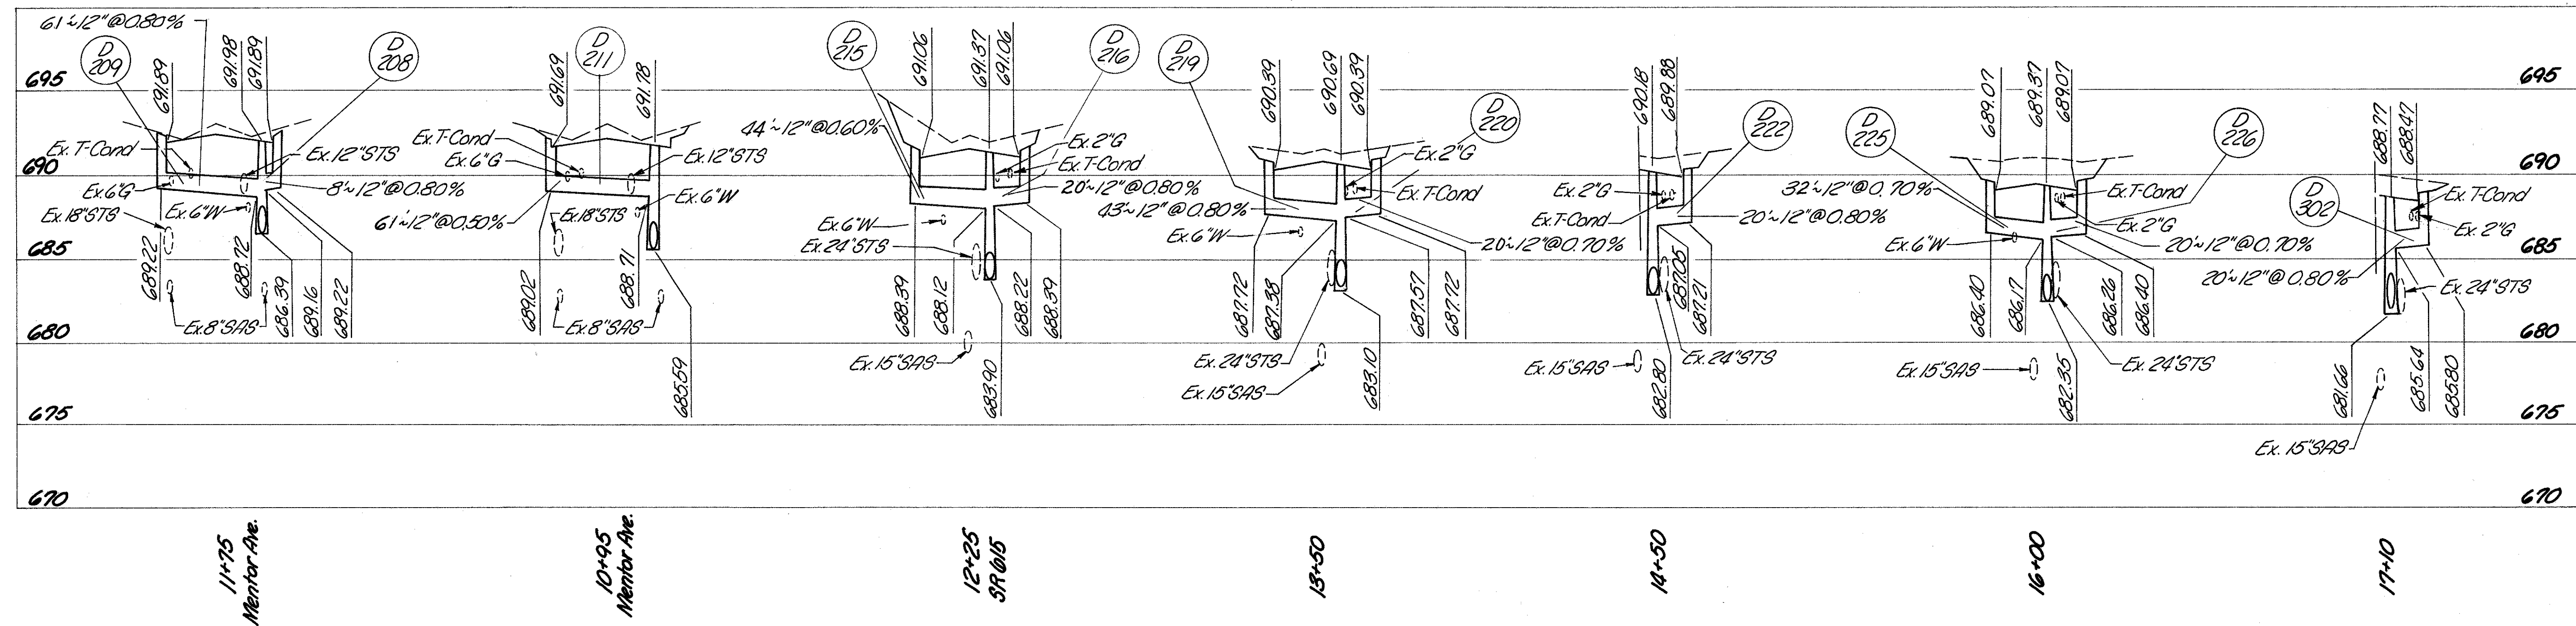 61'~12"@0.80%
D
209
691.89
691.98
691.89
D
208
695
Ex. T-Cond
Ex. 12"STS
690
Ex.6"G
8'~12"@0.80%
Ex.18"STS
Ex.6"W
685
689.22
688.72
686.39
689.16
689.22
Ex.8"SAS
680
675
670
11+75
Mentor Ave.
691.69
D
211
691.78
Ex.T-Cond
Ex.6"G
Ex.12"STS
61'~12"@0.50%
Ex.18"STS
Ex.6"W
689.02
688.71
Ex.8"SAS
685.59
10+95
Mentor Ave.
D
215
691.06
691.37
691.06
D
216
44'~12"@0.60%
Ex.2"G
Ex.T-Cond
20'~12"@0.80%
Ex.6"W
Ex.24"STS
688.39
688.12
688.22
688.39
Ex.15"SAS
683.90
12+25
SR615
D
219
690.39
690.69
690.39
D
220
Ex.2"G
Ex.T-Cond
43'~12"@0.80%
Ex.6"W
20'~12"@0.70%
687.72
687.38
687.57
687.72
Ex.24"STS
Ex.15"SAS
683.10
13+50
690.18
689.88
D
222
Ex.2"G
Ex.T-Cond
20'~12"@0.80%
687.05
687.21
Ex.15"SAS
Ex.24"STS
682.80
14+50
D
225
689.07
689.37
689.07
D
226
32'~12"@0.70%
Ex.T-Cond
Ex.2"G
Ex.6"W
20'~12"@0.70%
686.40
686.17
686.26
686.40
Ex.15"SAS
Ex.24"STS
682.35
16+00
D
302
688.77
688.47
Ex.T-Cond
Ex.2"G
20'~12"@0.80%
Ex.24"STS
681.66
685.64
685.80
Ex.15"SAS
17+10
695
690
685
680
675
670